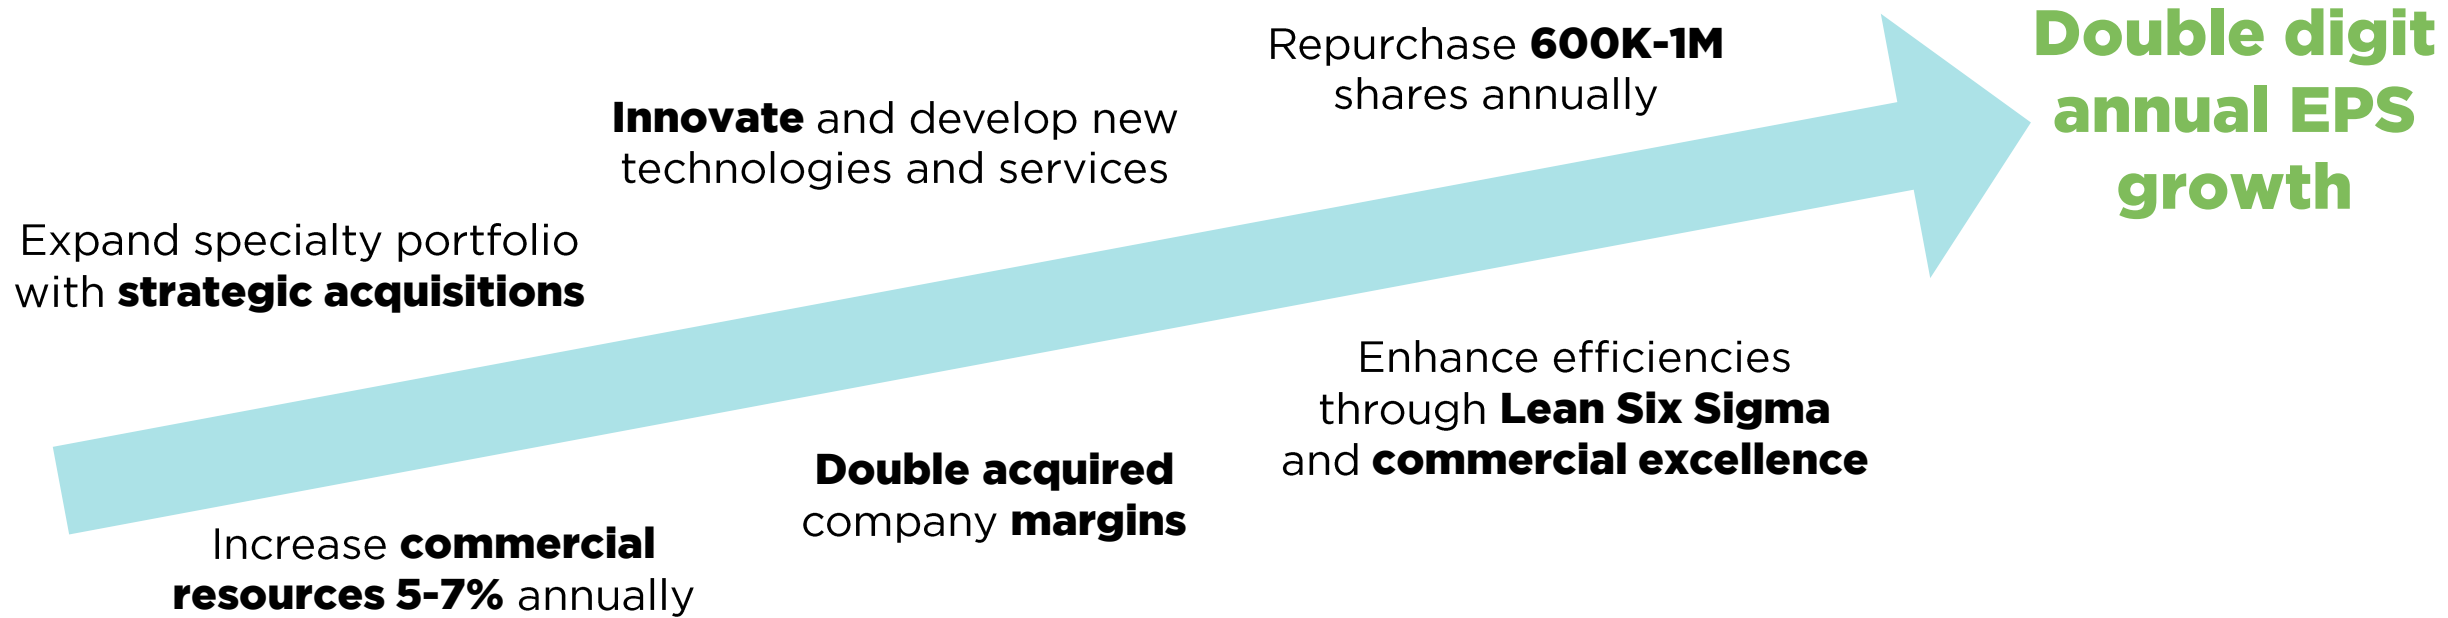 Expand specialty portfolio
with strategic acquisitions
Innovate and develop new
technologies and services
Repurchase 600K-1M
shares annually
Double digit
annual EPS
growth
Increase commercial
resources 5-7% annually
Double acquired
company margins
Enhance efficiencies
through Lean Six Sigma
and commercial excellence